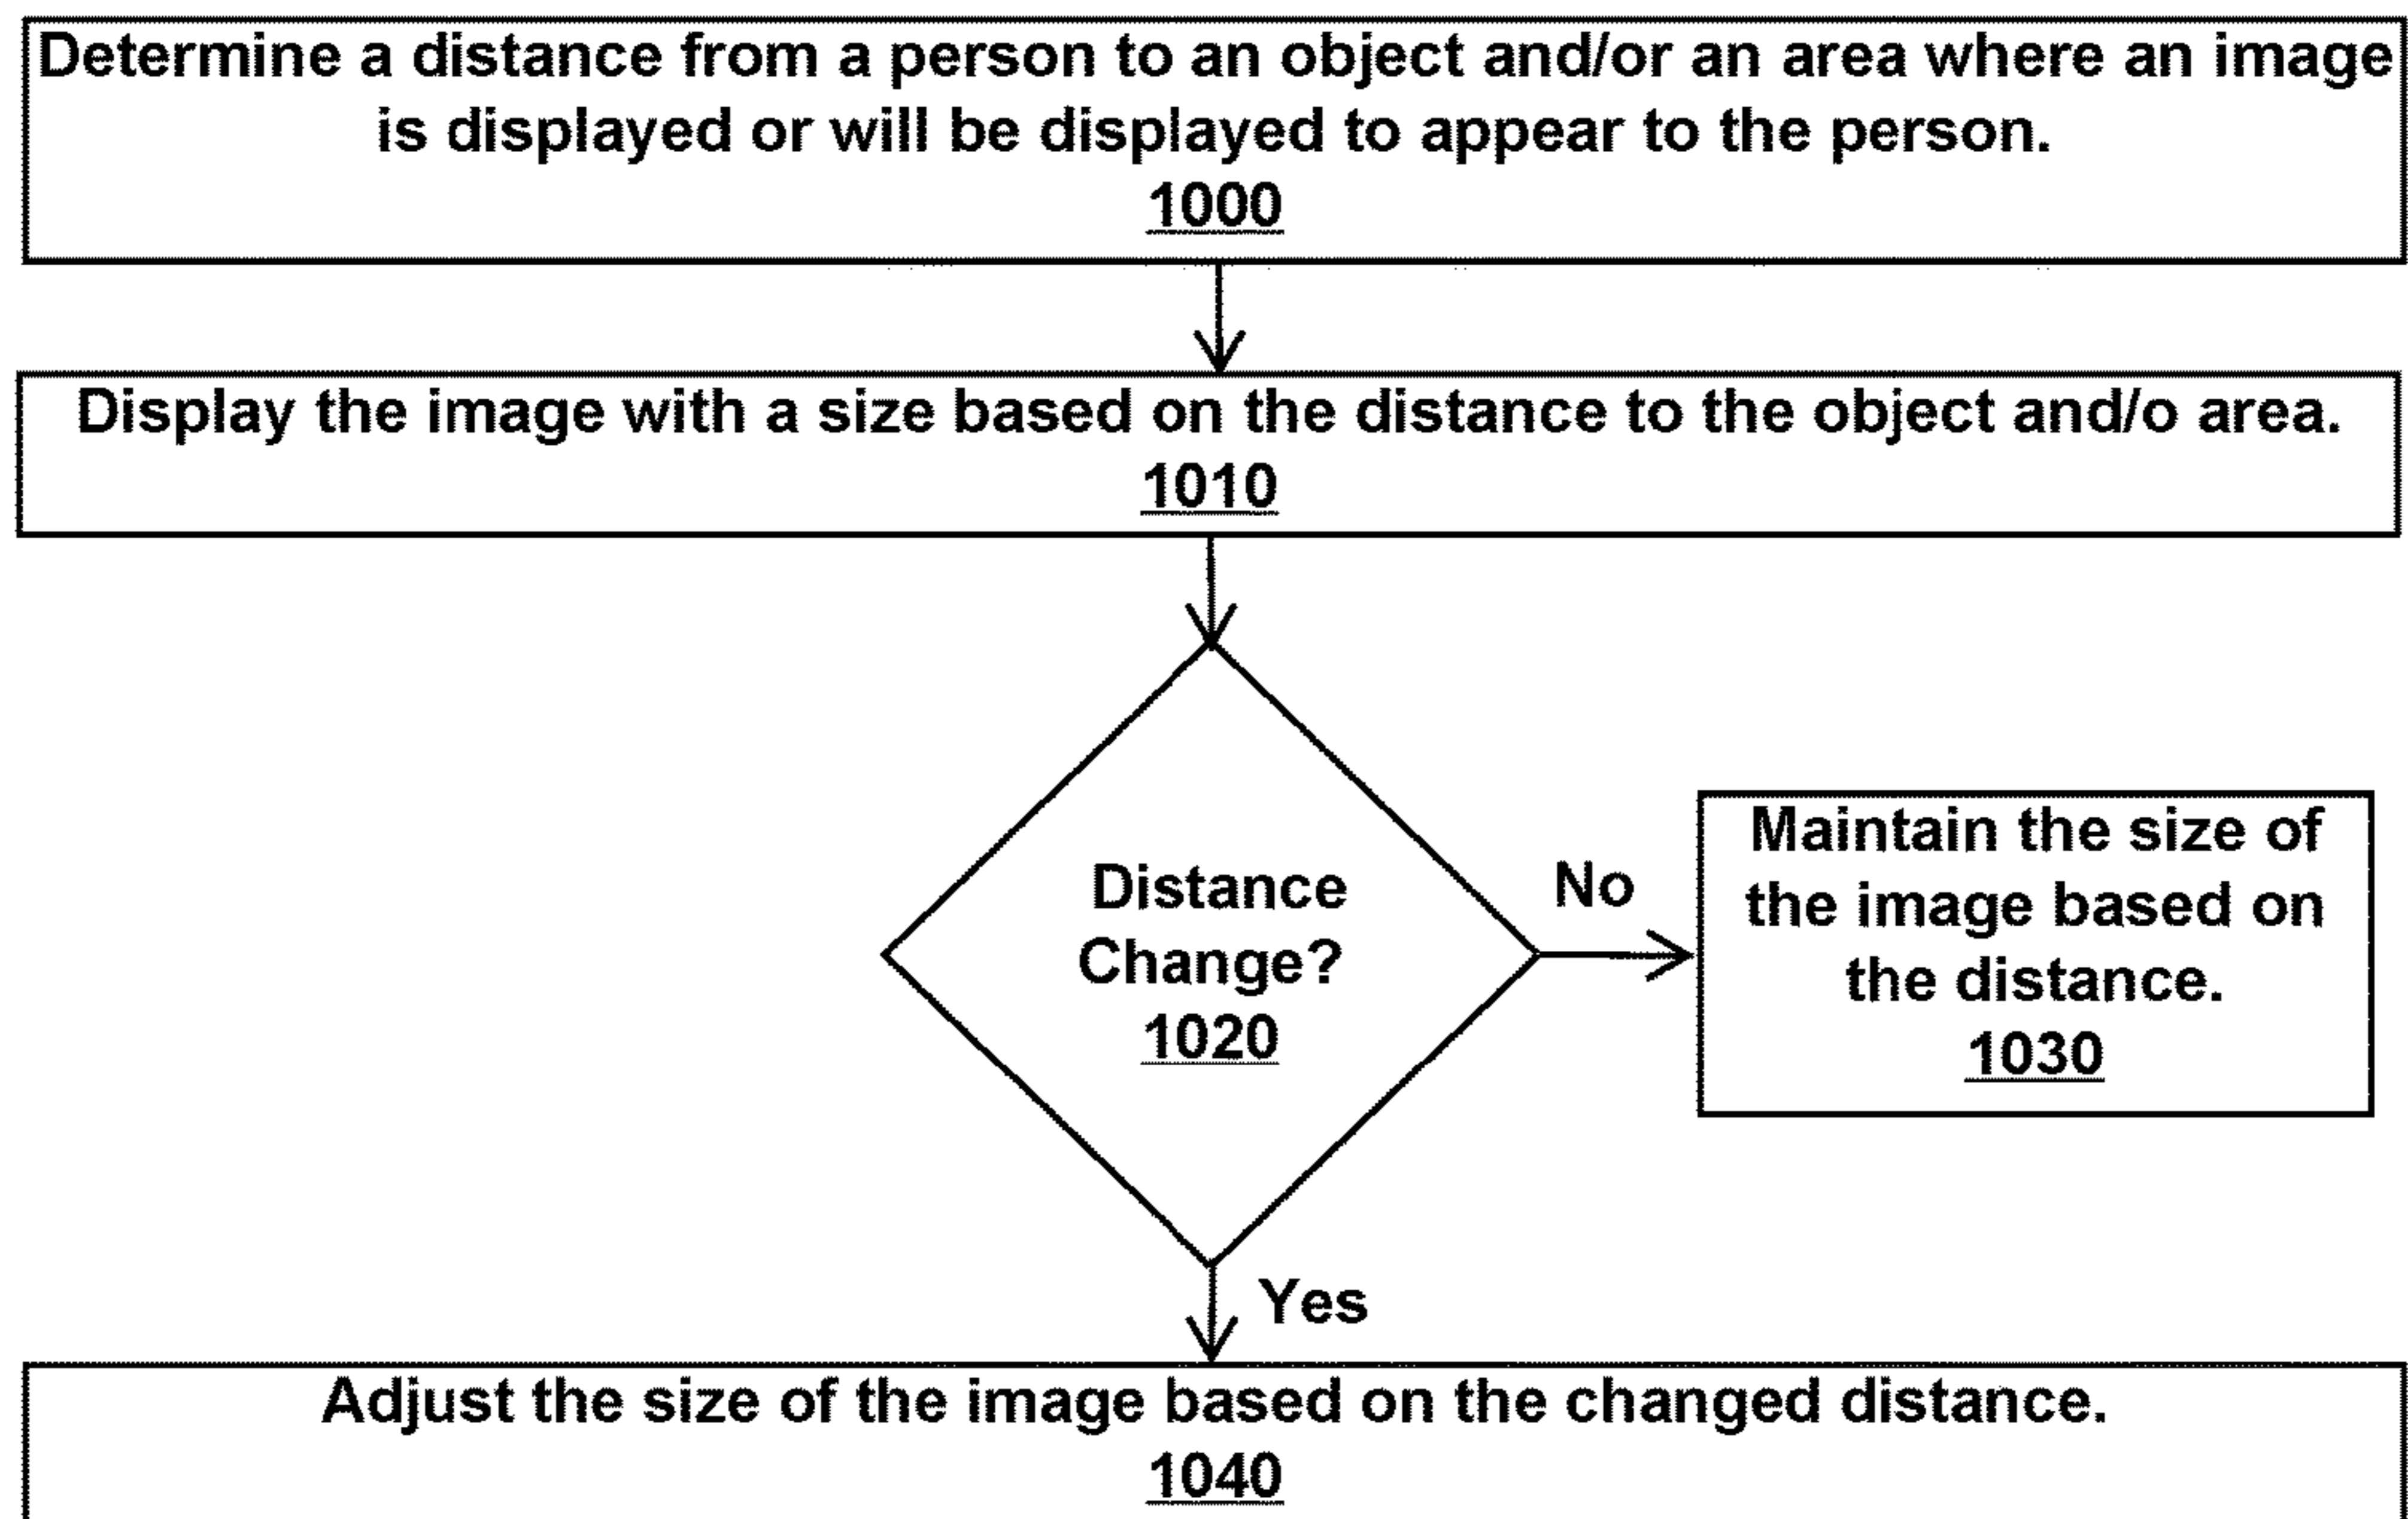 Determine a distance from a person to an object and/or an area where an image
is displayed or will be displayed to appear to the person.
1000
Display the image with a size based on the distance to the object and/o area.
1010
Distance
Change?
1020
No
Maintain the size of
the image based on
the distance.
1030
Yes
Adjust the size of the image based on the changed distance.
1040